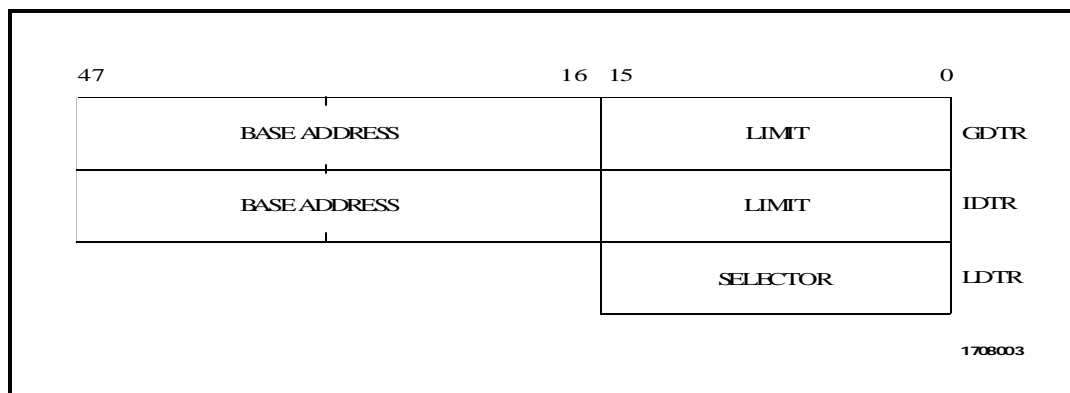 47 16 15 0
BASE ADDRESS LIMIT GDTR
BASE ADDRESS LIMIT IDTR
SELECTOR LDTR
1708003